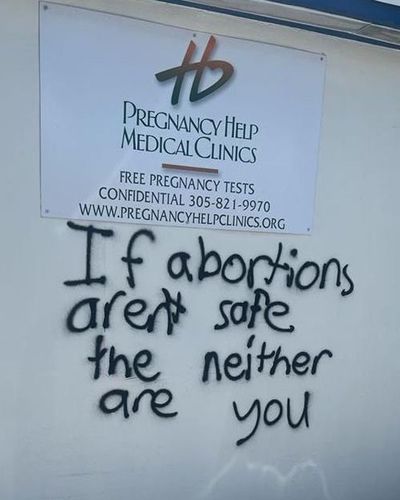 hb
PREGNANCY HELP
MEDICAL CLINICS
FREE PREGNANCY TESTS
CONFIDENTIAL 305-821-9970
WWW.PREGNANCYHELPCLINICS.ORG
If abortions
aren't safe
the neither
are you